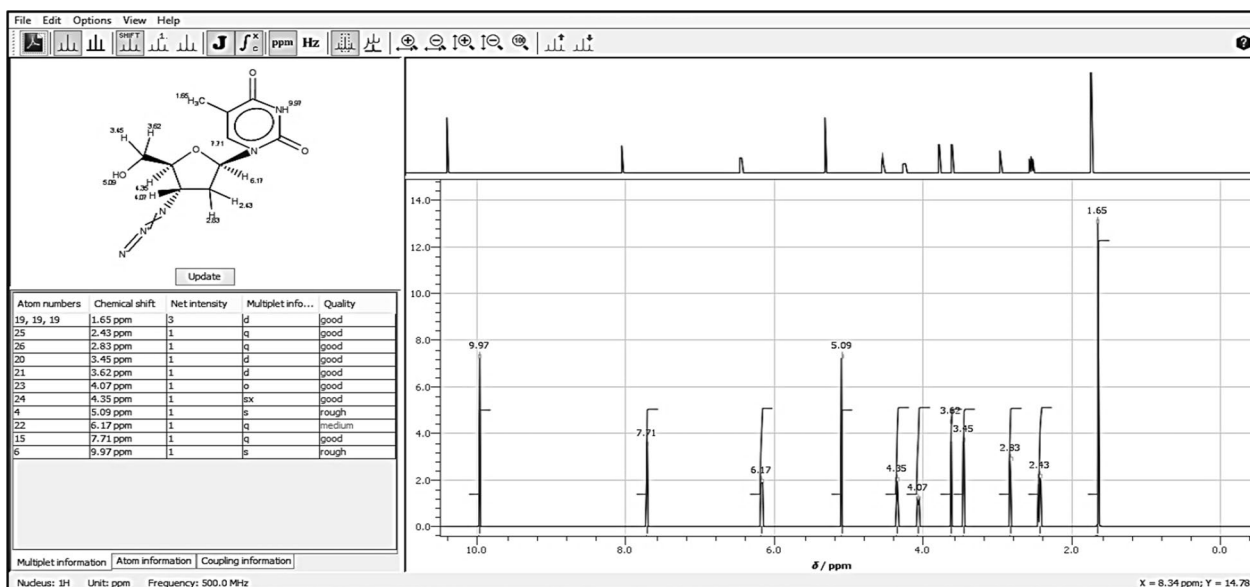 File Edit Options View Help
SHIFT 1. J ∫ X C ppm Hz 100 ?
O
1.65 H₃C NH 9.97
3.45 3.62 7.71 O
H H O N
HO H 6.17
5.09 4.35 H
4.07 H H 2.43
N H
N 2.83
N
Update
Atom numbers Chemical shift Net intensity Multiplet info... Quality
19, 19, 19 1.65 ppm 3 d good
25 2.43 ppm 1 q good
26 2.83 ppm 1 q good
20 3.45 ppm 1 d good
21 3.62 ppm 1 d good
23 4.07 ppm 1 o good
24 4.35 ppm 1 sx good
4 5.09 ppm 1 s rough
22 6.17 ppm 1 q medium
15 7.71 ppm 1 q good
6 9.97 ppm 1 s rough
Multiplet information Atom information Coupling information
14.0
1.65
12.0
10.0
8.0
9.97 5.09
6.0
3.62
7.71 3.45
4.0
2.83
6.17 4.35 2.43
2.0
4.07
0.0
10.0 8.0 6.0 4.0 2.0 0.0
δ / ppm
Nucleus: 1H Unit: ppm Frequency: 500.0 MHz X = 8.34 ppm; Y = 14.78